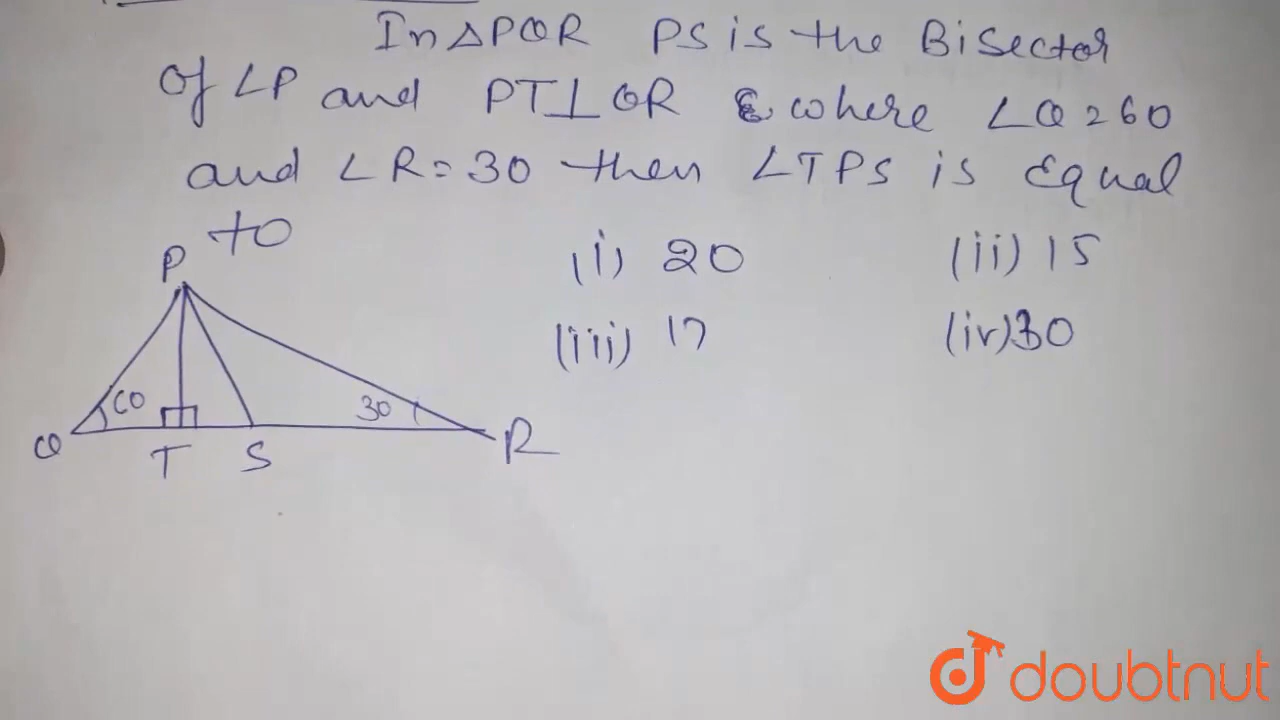 In △PQR PS is the Bisector
Of ∠P and PT⊥QR & where ∠Q = 60
and ∠R = 30 then ∠TPS is Equal
to
(i) 20 (ii) 15
(iii) 17 (iv) 30
P
60
30
Q T S R
doubtnut